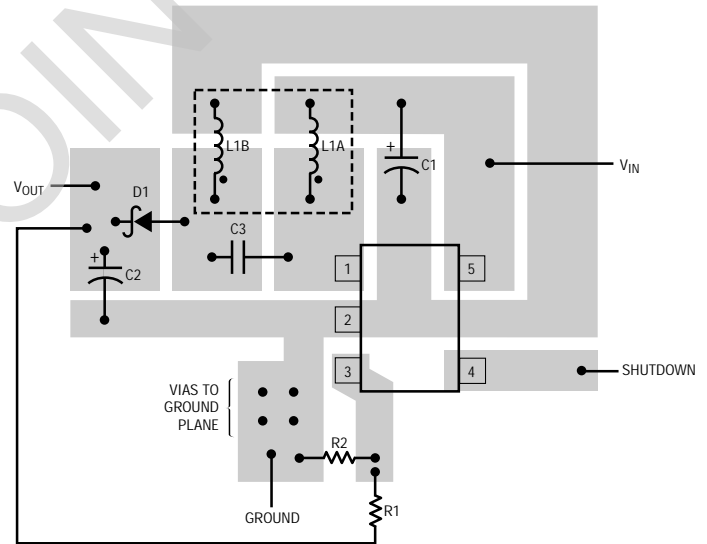 L1B
L1A
+
C1
VIN
VOUT
D1
C3
+
C2
1
5
2
3
4
SHUTDOWN
VIAS TO
GROUND
PLANE
R2
GROUND
R1